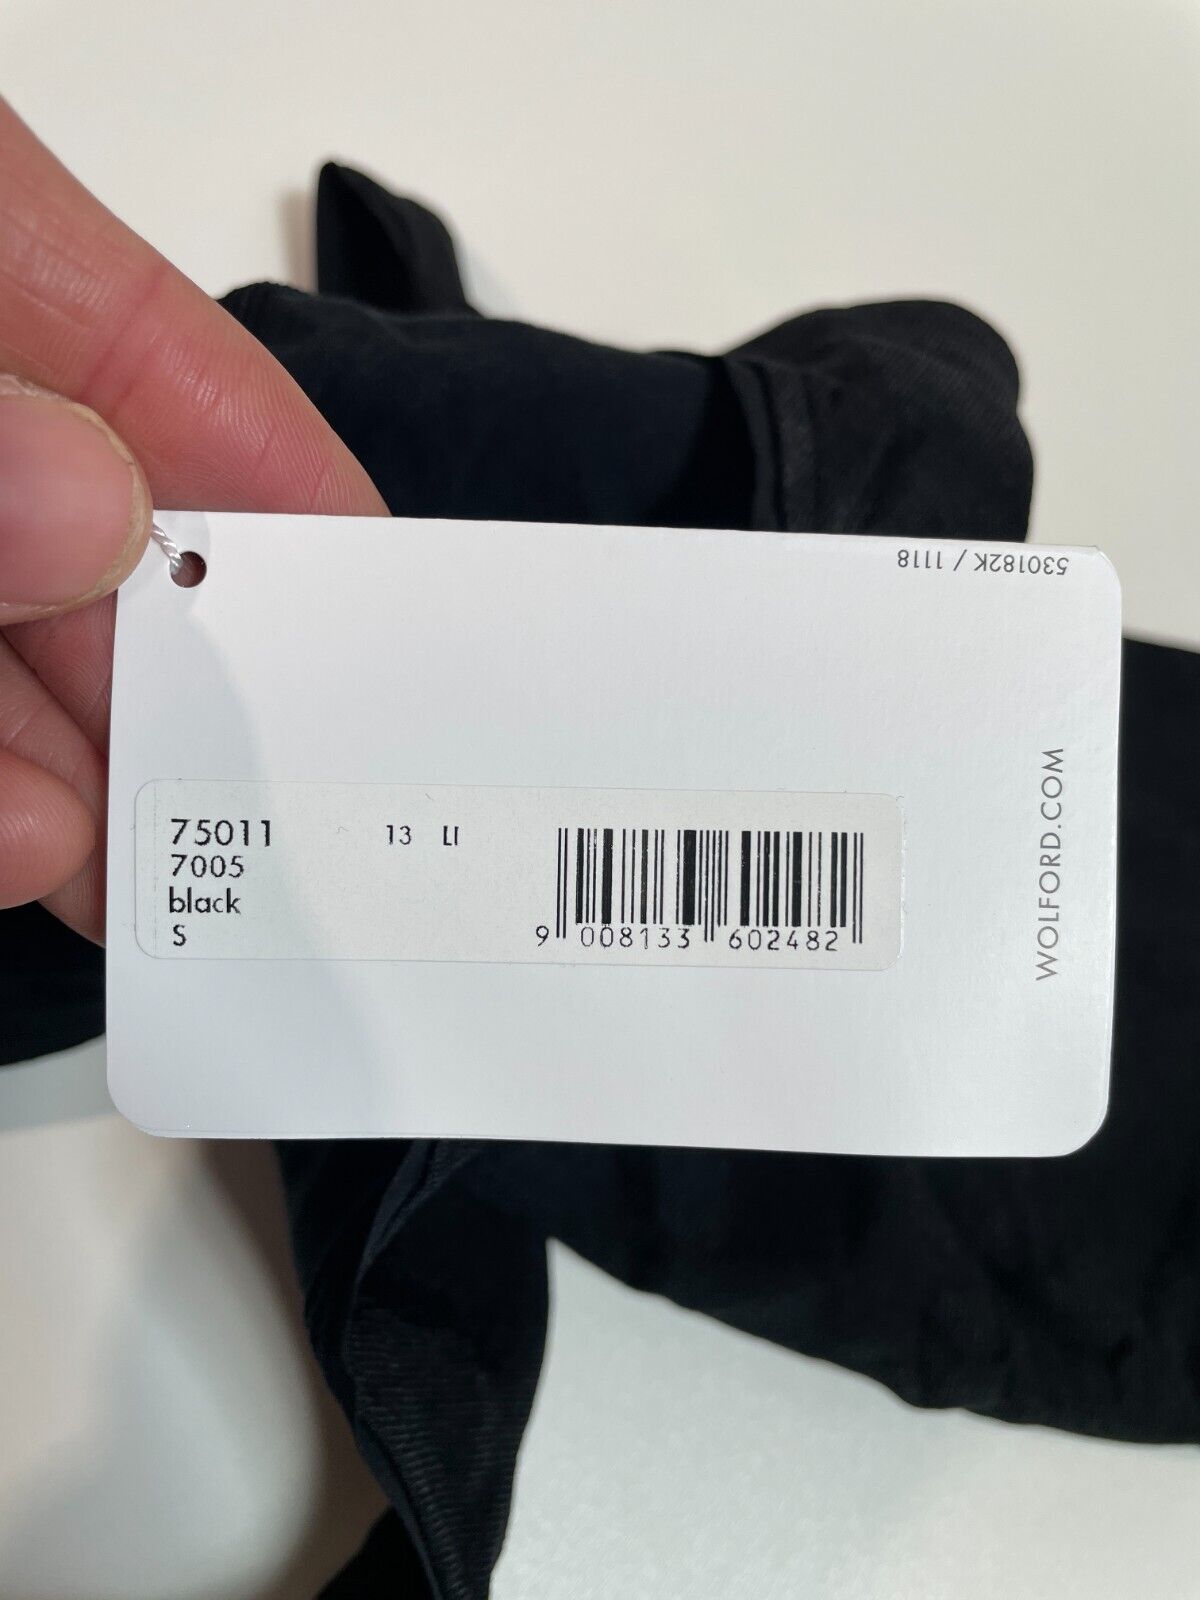 530182K / 1118
75011 13 LI
7005
black
S
9 008133 602482
WOLFORD.COM